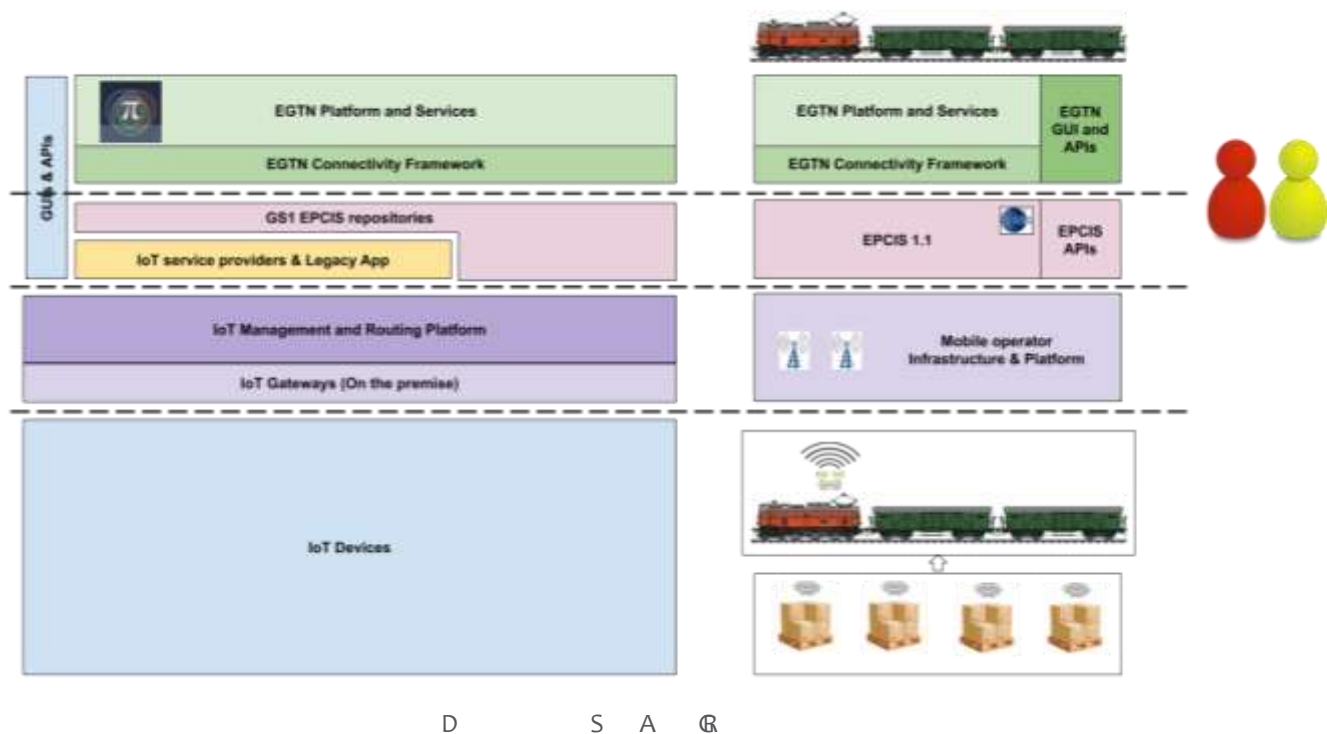 EGTN Platform and Services
EGTN Connectivity Framework
GUIs & APIs
GS1 EPCIS repositories
IoT service providers & Legacy App
IoT Management and Routing Platform
IoT Gateways (On the premise)
IoT Devices
EGTN Platform and Services
EGTN Connectivity Framework
EGTN
GUI and
APIs
EPCIS 1.1
EPCIS
APIs
Mobile operator
Infrastructure & Platform
π
D S A